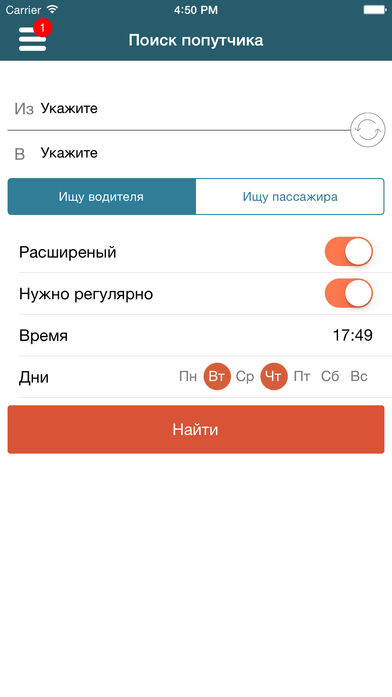 Carrier 4:50 PM
1
Поиск попутчика
Из Укажите
В Укажите
Ищу водителя Ищу пассажира
Расширеный
Нужно регулярно
Время 17:49
Дни Пн Вт Ср Чт Пт Сб Вс
Найти